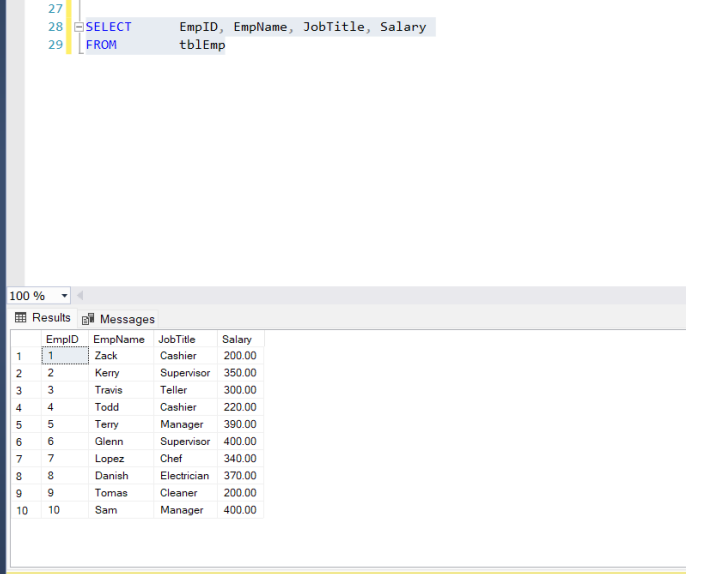 27
28 SELECT EmpID, EmpName, JobTitle, Salary
29 FROM tblEmp
100 %
Results Messages
EmpID EmpName JobTitle Salary
1 1 Zack Cashier 200.00
2 2 Kerry Supervisor 350.00
3 3 Travis Teller 300.00
4 4 Todd Cashier 220.00
5 5 Terry Manager 390.00
6 6 Glenn Supervisor 400.00
7 7 Lopez Chef 340.00
8 8 Danish Electrician 370.00
9 9 Tomas Cleaner 200.00
10 10 Sam Manager 400.00